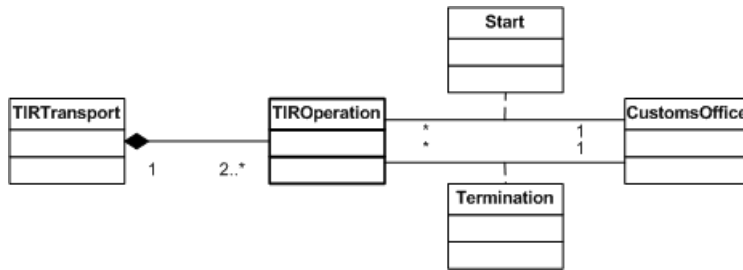 Start
TIRTransport
TIROperation
CustomsOffice
* 1
* 1
1 2..*
Termination